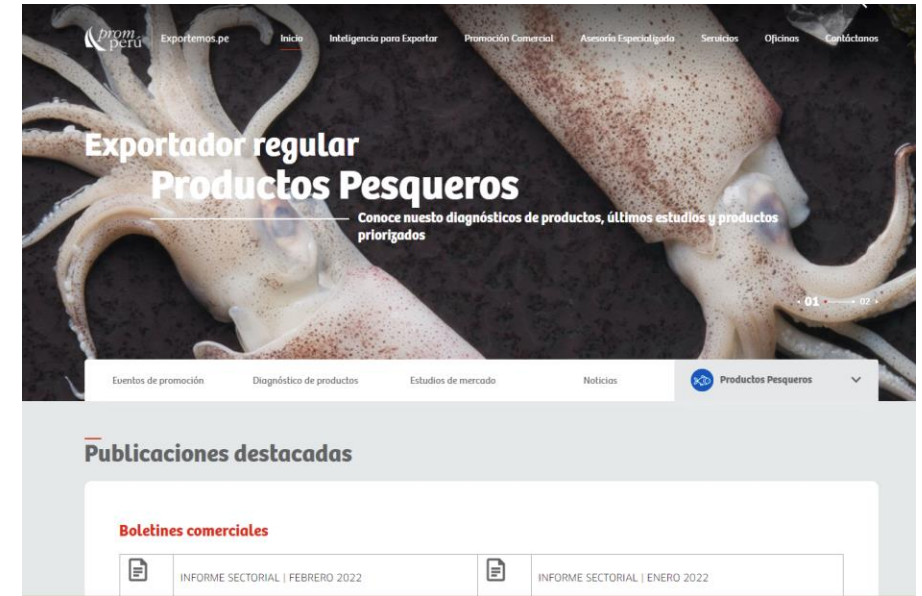 prom
perú
Exportemos.pe Inicio Inteligencia para Exportar Promoción Comercial Asesoría Especializada Servicios Oficinas Contáctanos
Exportador regular
Productos Pesqueros
Conoce nuesto diagnósticos de productos, últimos estudios y productos
priorizados
01 02
Eventos de promoción Diagnóstico de productos Estudios de mercado Noticias Productos Pesqueros
Publicaciones destacadas
Boletines comerciales
INFORME SECTORIAL | FEBRERO 2022 INFORME SECTORIAL | ENERO 2022